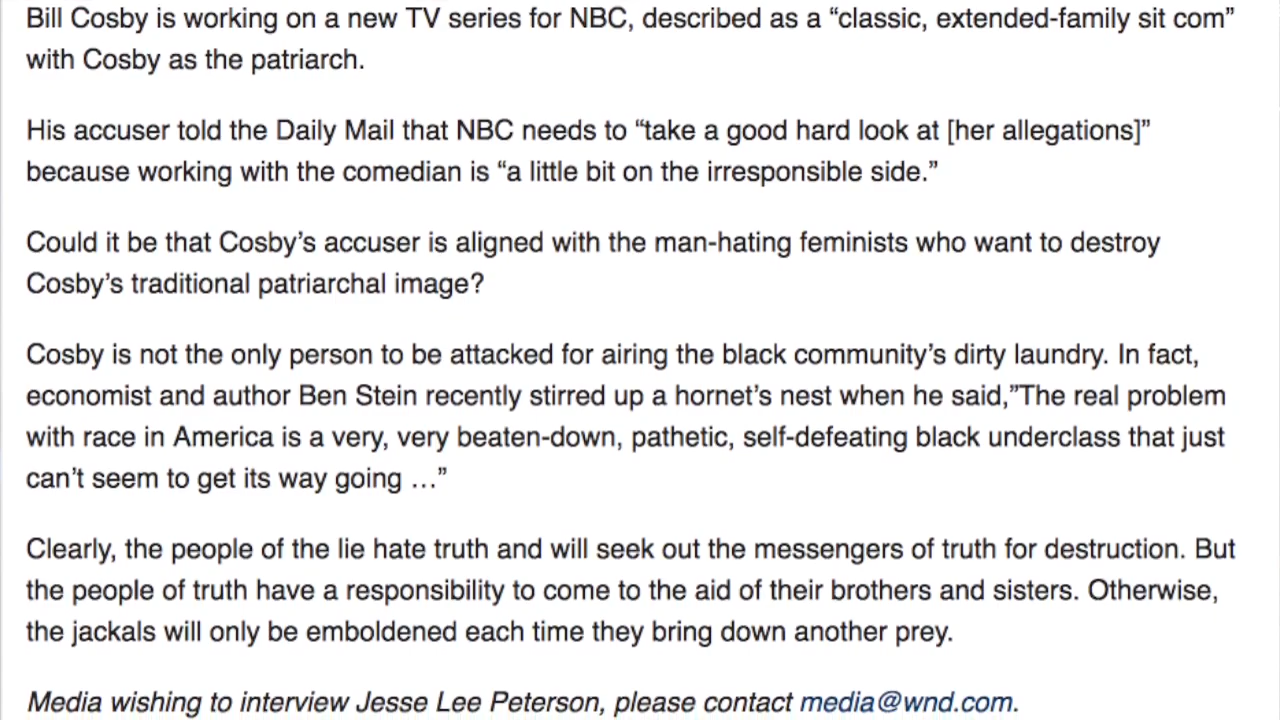 Bill Cosby is working on a new TV series for NBC, described as a “classic, extended-family sit com”
with Cosby as the patriarch.
His accuser told the Daily Mail that NBC needs to “take a good hard look at [her allegations]”
because working with the comedian is “a little bit on the irresponsible side.”
Could it be that Cosby’s accuser is aligned with the man-hating feminists who want to destroy
Cosby’s traditional patriarchal image?
Cosby is not the only person to be attacked for airing the black community’s dirty laundry. In fact,
economist and author Ben Stein recently stirred up a hornet’s nest when he said,”The real problem
with race in America is a very, very beaten-down, pathetic, self-defeating black underclass that just
can’t seem to get its way going …”
Clearly, the people of the lie hate truth and will seek out the messengers of truth for destruction. But
the people of truth have a responsibility to come to the aid of their brothers and sisters. Otherwise,
the jackals will only be emboldened each time they bring down another prey.
Media wishing to interview Jesse Lee Peterson, please contact media@wnd.com.